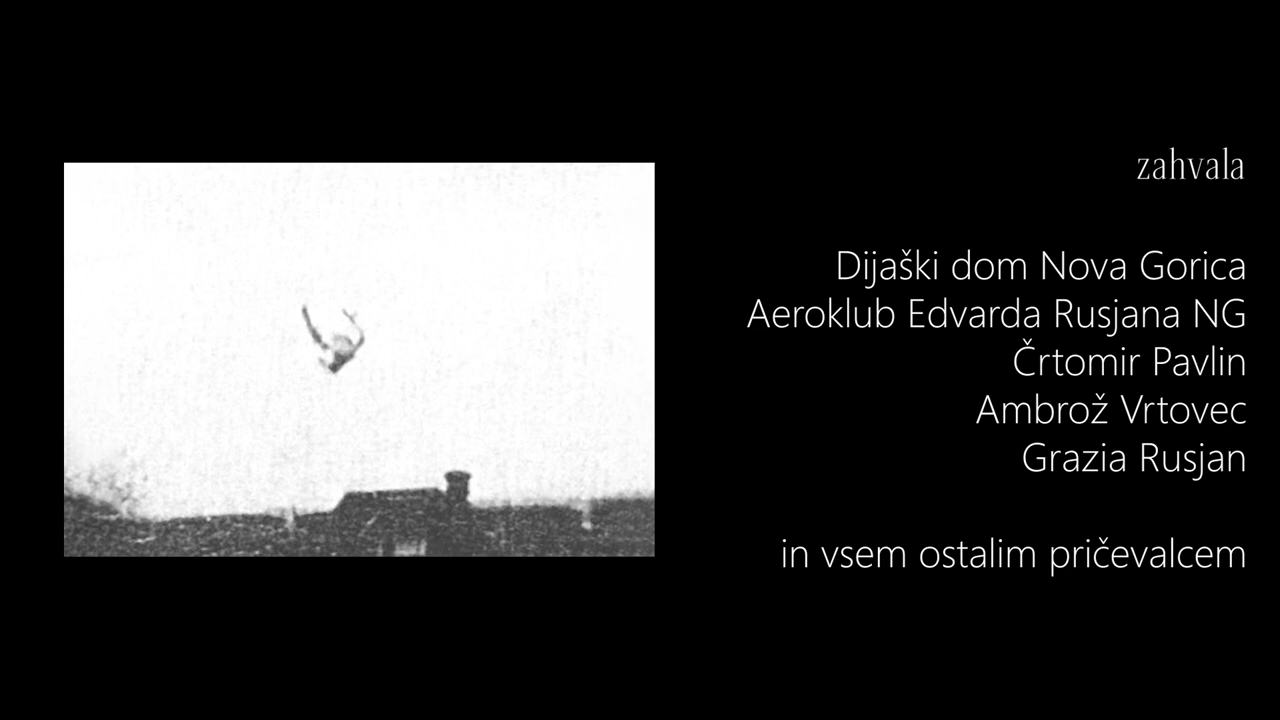 zahvala
Dijaški dom Nova Gorica
Aeroklub Edvarda Rusjana NG
Črtomir Pavlin
Ambrož Vrtovec
Grazia Rusjan
in vsem ostalim pričevalcem